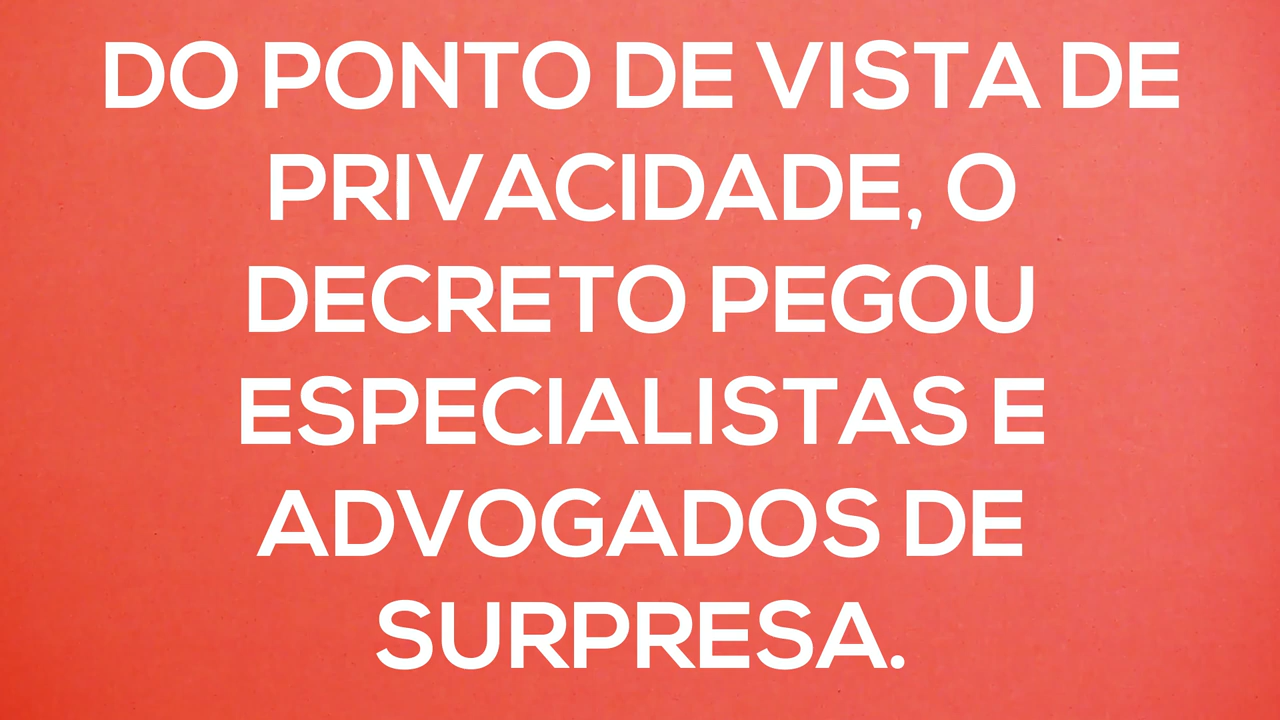 DO PONTO DE VISTA DE
PRIVACIDADE, O
DECRETO PEGOU
ESPECIALISTAS E
ADVOGADOS DE
SURPRESA.